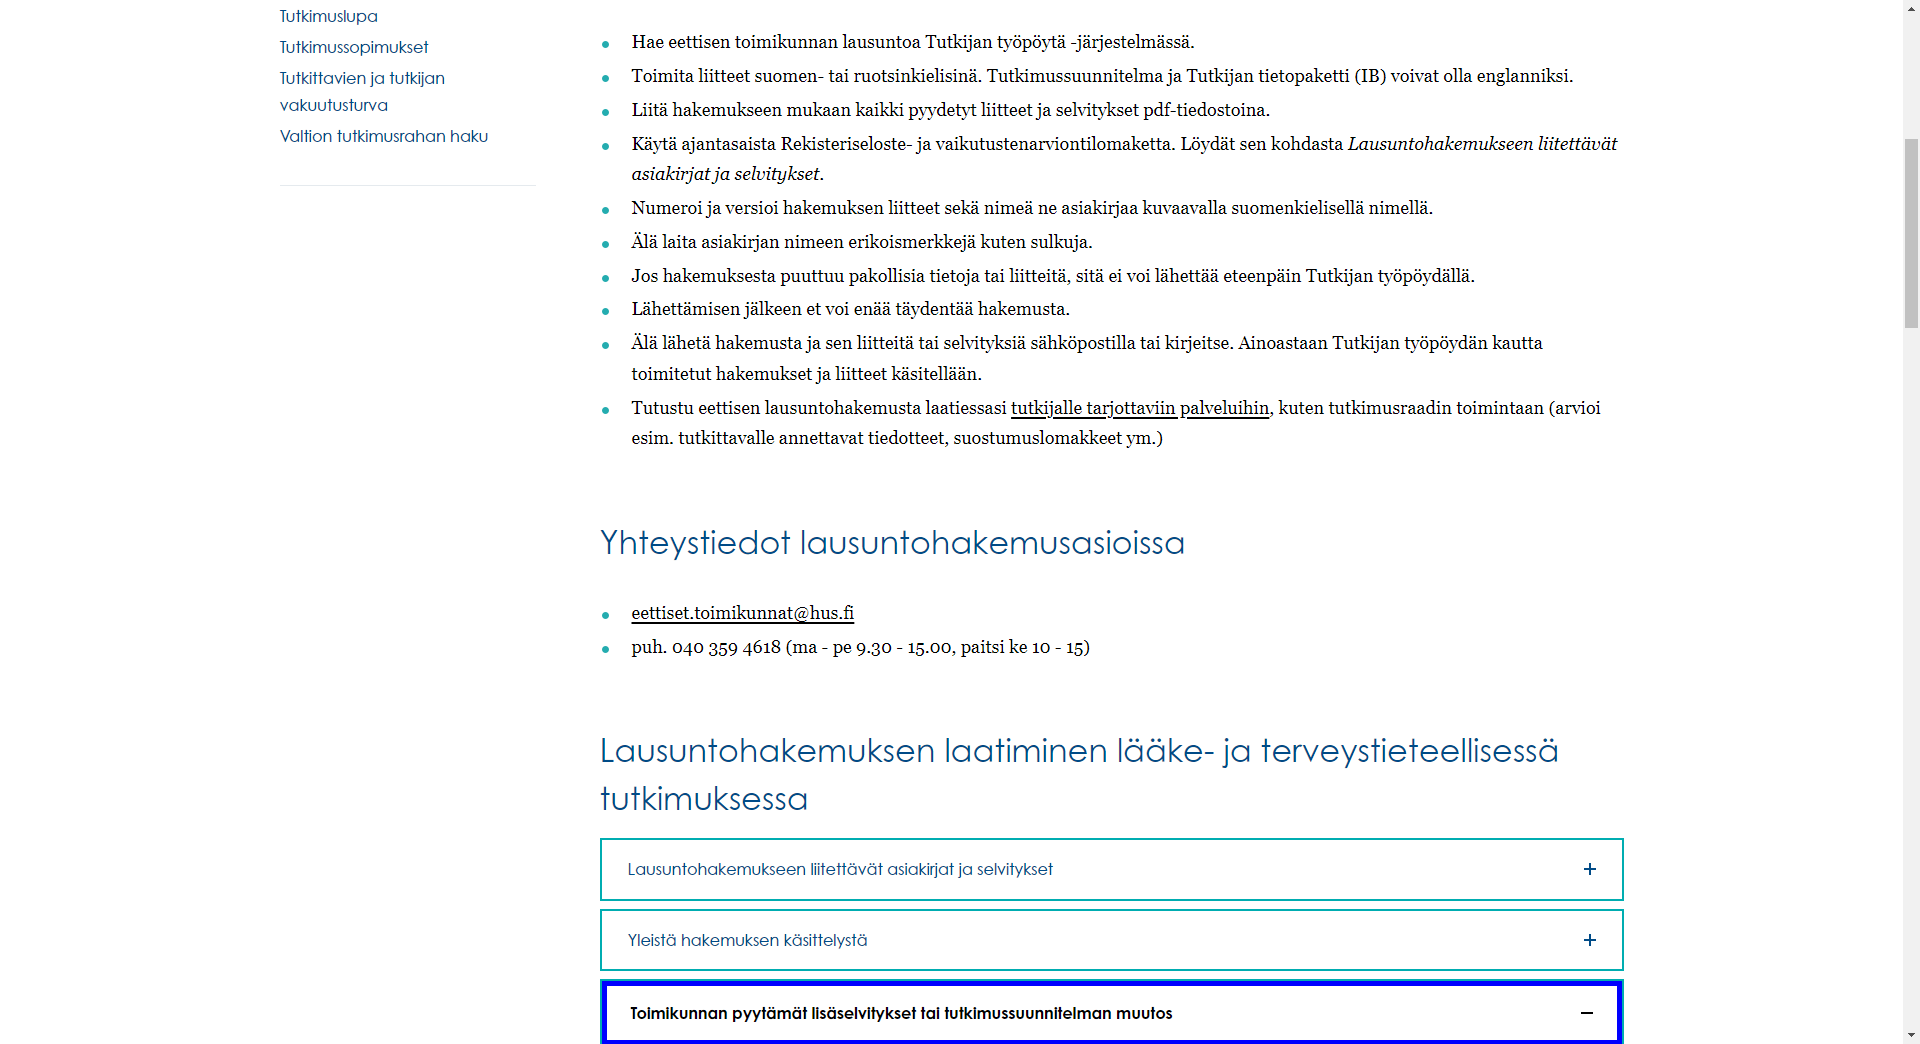 Tutkimuslupa
Tutkimussopimukset
Tutkittavien ja tutkijan
vakuutusturva
Valtion tutkimusrahan haku
Hae eettisen toimikunnan lausuntoa Tutkijan työpöytä -järjestelmässä.
Toimita liitteet suomen- tai ruotsinkielisinä. Tutkimussuunnitelma ja Tutkijan tietopaketti (IB) voivat olla englanniksi.
Liitä hakemukseen mukaan kaikki pyydetyt liitteet ja selvitykset pdf-tiedostoina.
Käytä ajantasaista Rekisteriseloste- ja vaikutustenarviontilomaketta. Löydät sen kohdasta Lausuntohakemukseen liitettävät
asiakirjat ja selvitykset.
Numeroi ja versioi hakemuksen liitteet sekä nimeä ne asiakirjaa kuvaavalla suomenkielisellä nimellä.
Älä laita asiakirjan nimeen erikoismerkkejä kuten sulkuja.
Jos hakemuksesta puuttuu pakollisia tietoja tai liitteitä, sitä ei voi lähettää eteenpäin Tutkijan työpöydällä.
Lähettämisen jälkeen et voi enää täydentää hakemusta.
Älä lähetä hakemusta ja sen liitteitä tai selvityksiä sähköpostilla tai kirjeitse. Ainoastaan Tutkijan työpöydän kautta
toimitetut hakemukset ja liitteet käsitellään.
Tutustu eettisen lausuntohakemusta laatiessasi tutkijalle tarjottaviin palveluihin, kuten tutkimusraadin toimintaan (arvioi
esim. tutkittavalle annettavat tiedotteet, suostumuslomakkeet ym.)
Yhteystiedot lausuntohakemusasioissa
eettiset.toimikunnat@hus.fi
puh. 040 359 4618 (ma - pe 9.30 - 15.00, paitsi ke 10 - 15)
Lausuntohakemuksen laatiminen lääke- ja terveystieteellisessä
tutkimuksessa
Lausuntohakemukseen liitettävät asiakirjat ja selvitykset
Yleistä hakemuksen käsittelystä
Toimikunnan pyytämät lisäselvitykset tai tutkimussuunnitelman muutos